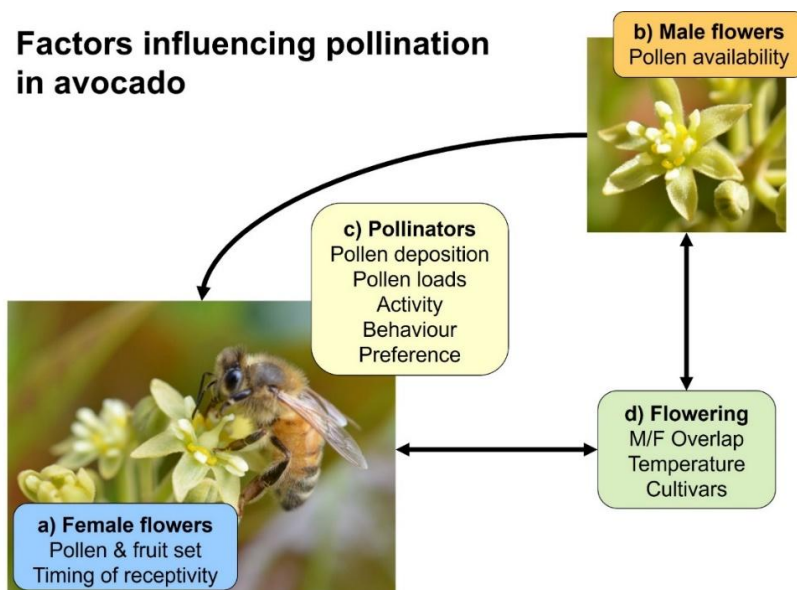 Factors influencing pollination
in avocado
b) Male flowers
Pollen availability
c) Pollinators
Pollen deposition
Pollen loads
Activity
Behaviour
Preference
d) Flowering
M/F Overlap
Temperature
Cultivars
a) Female flowers
Pollen & fruit set
Timing of receptivity